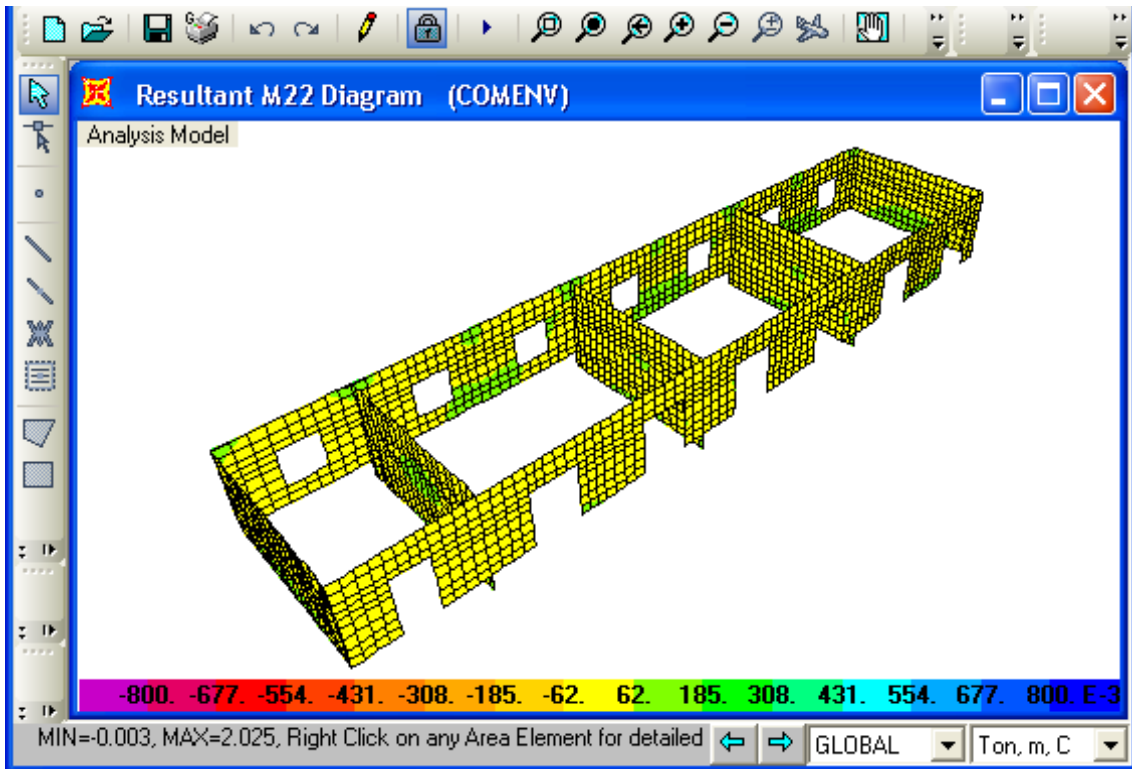 Resultant M22 Diagram (COMENV)
Analysis Model
-800. -677. -554. -431. -308. -185. -62. 62. 185. 308. 431. 554. 677. 800. E-3
MIN=-0.003, MAX=2.025, Right Click on any Area Element for detailed GLOBAL Ton, m, C